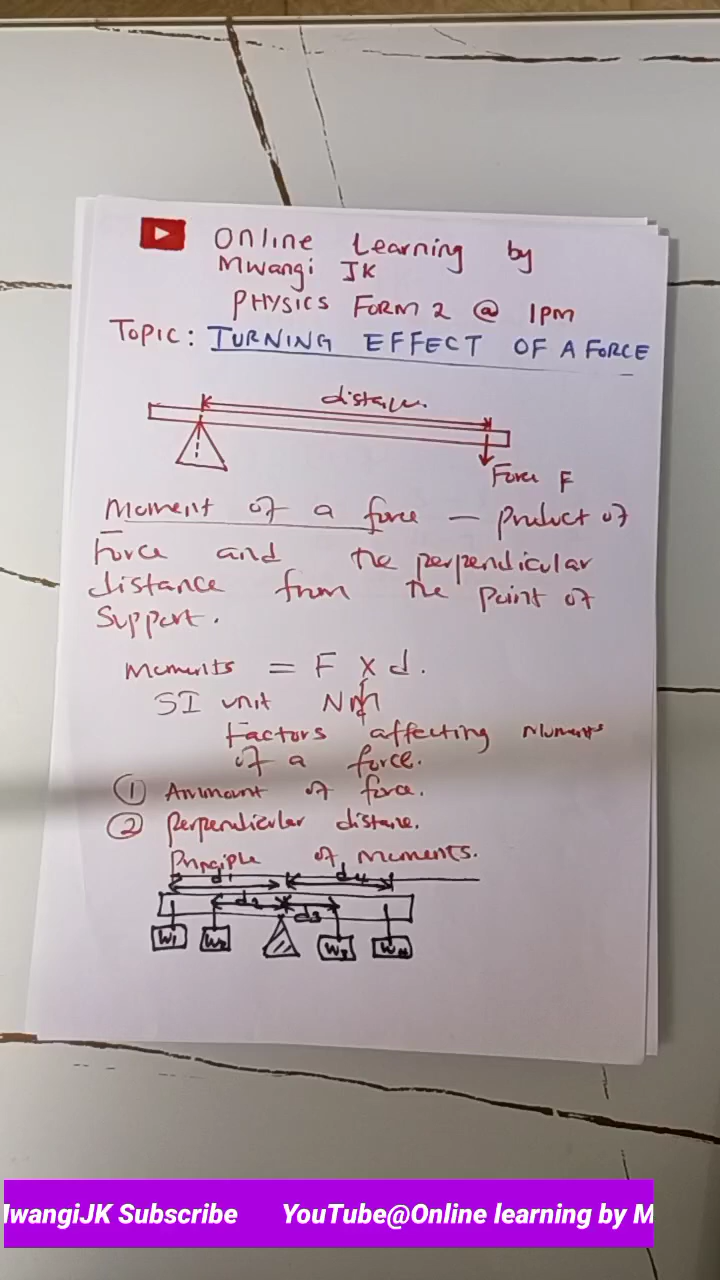 Online Learning by
Mwangi JK
PHYSICS FORM 2 @ 1pm
TOPIC: TURNING EFFECT OF A FORCE
distance.
Force F
Moment of a force – product of
Force and the perpendicular
distance from the point of
Support.
Moments = F x d.
SI unit Nm
Factors affecting Moments
of a force.
① Ammount of force.
② perpendicular distance.
Principle of Moments.
d1 d4
d2 d3
W1 W2 W3 W4
MwangiJK Subscribe YouTube@Online learning by M